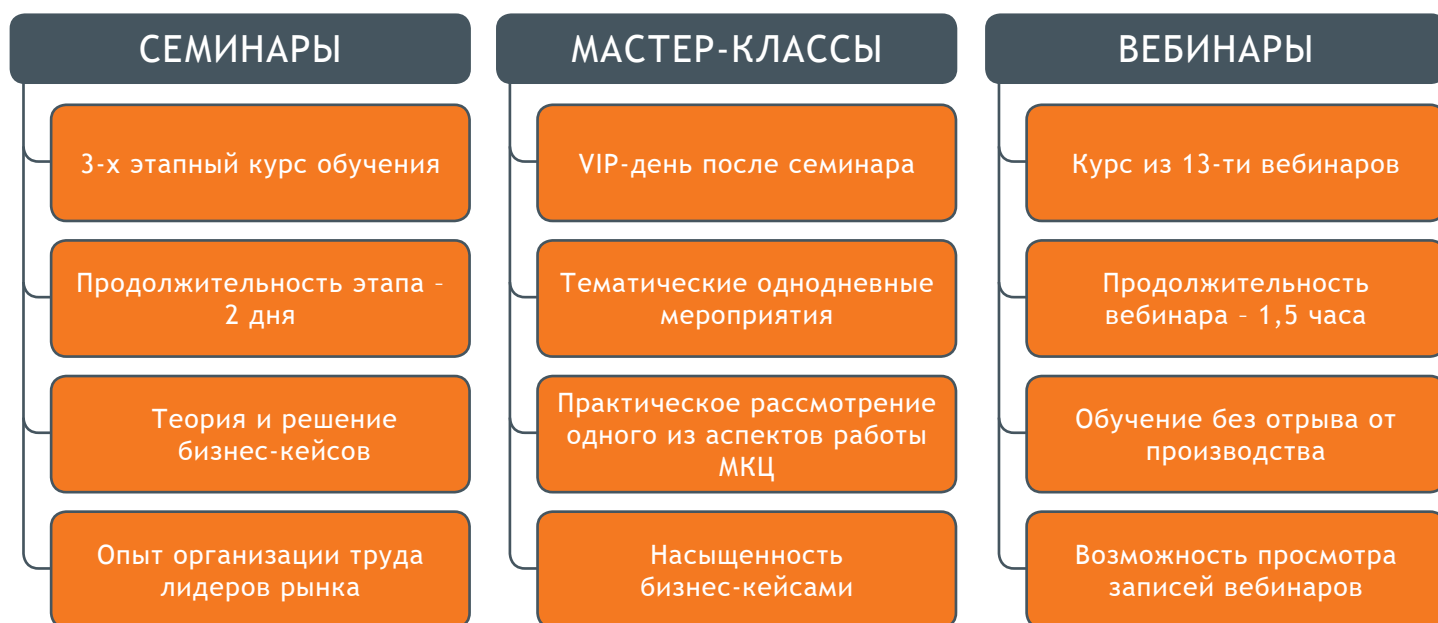 СЕМИНАРЫ
3-х этапный курс обучения
Продолжительность этапа –
2 дня
Теория и решение
бизнес-кейсов
Опыт организации труда
лидеров рынка
МАСТЕР-КЛАССЫ
VIP-день после семинара
Тематические однодневные
мероприятия
Практическое рассмотрение
одного из аспектов работы
МКЦ
Насыщенность
бизнес-кейсами
ВЕБИНАРЫ
Курс из 13-ти вебинаров
Продолжительность
вебинара – 1,5 часа
Обучение без отрыва от
производства
Возможность просмотра
записей вебинаров